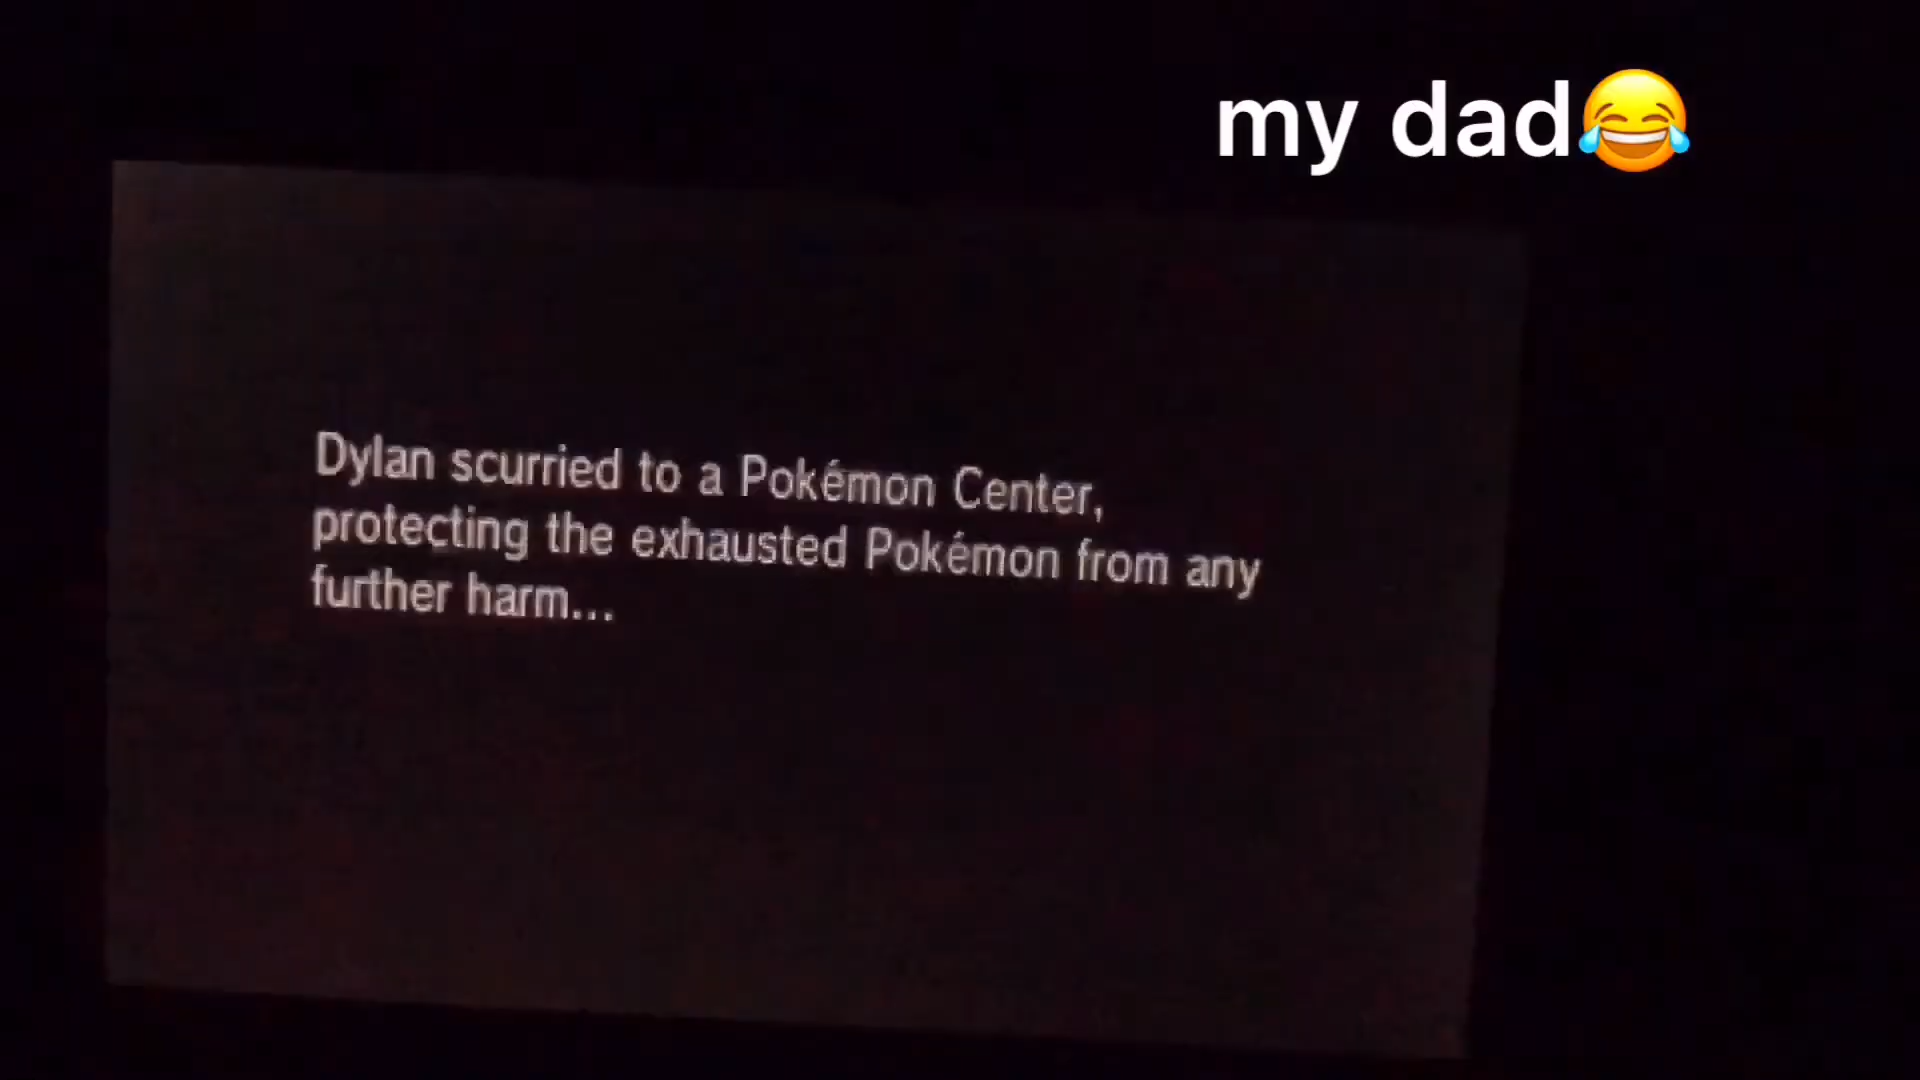 my dad😂
Dylan scurried to a Pokémon Center,
protecting the exhausted Pokémon from any
further harm...